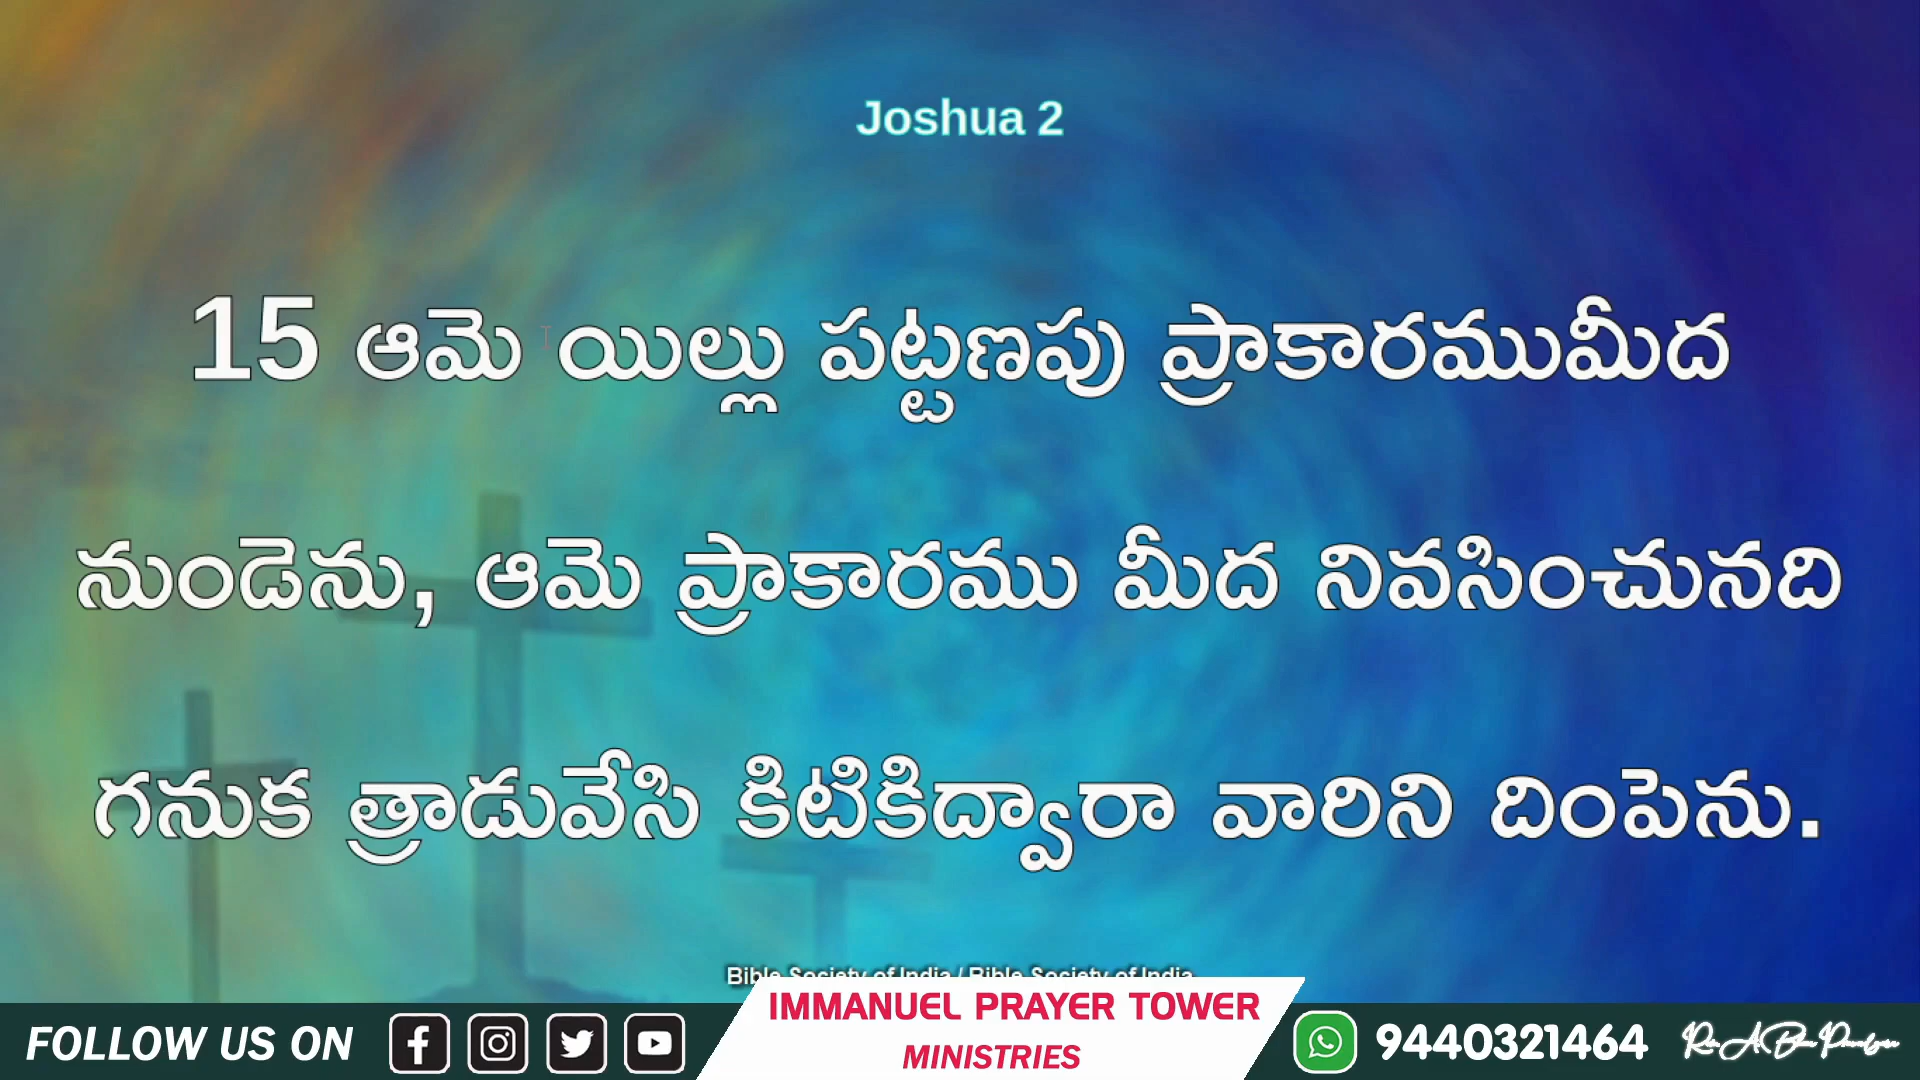 Joshua 2
15 ఆమె యిల్లు పట్టణపు ప్రాకారముమీద
నుండెను, ఆమె ప్రాకారము మీద నివసించునది
గనుక త్రాడువేసి కిటికిద్వారా వారిని దింపెను.
Bible Society of India / Bible Society of India
IMMANUEL PRAYER TOWER
MINISTRIES
FOLLOW US ON
9440321464